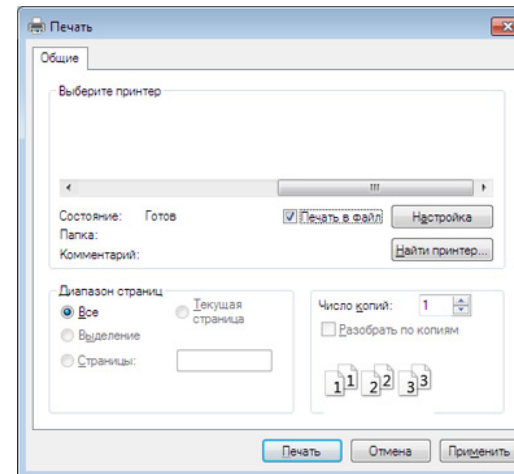 Печать
Общие
Выберите принтер
Состояние: Готов
Печать в файл
Настройка
Папка:
Комментарий:
Найти принтер...
Диапазон страниц
Все
Текущая страница
Выделение
Страницы:
Число копий: 1
Разобрать по копиям
1 1 2 2 3 3
Печать
Отмена
Применить